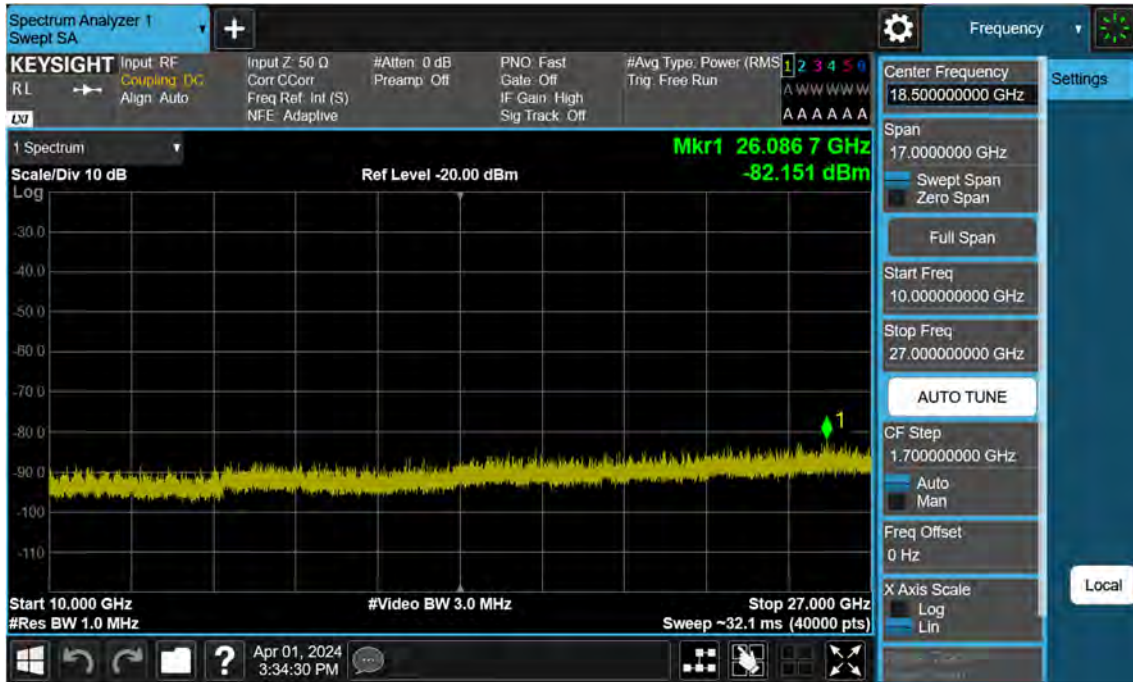 Spectrum Analyzer 1
Swept SA
Frequency
KEYSIGHT
RL
LXI
Input: RF
Coupling: DC
Align: Auto
Input Z: 50 Ω
Corr CCorr
Freq Ref: Int (S)
NFE: Adaptive
#Atten: 0 dB
Preamp: Off
PNO: Fast
Gate: Off
IF Gain: High
Sig Track: Off
#Avg Type: Power (RMS
Trig: Free Run
1 2 3 4 5 6
A W W W W W
A A A A A A
1 Spectrum
Scale/Div 10 dB
Ref Level -20.00 dBm
Mkr1 26.086 7 GHz
-82.151 dBm
Log
-30.0
-40.0
-50.0
-60.0
-70.0
-80.0
-90.0
-100
-110
1
Start 10.000 GHz
#Video BW 3.0 MHz
Stop 27.000 GHz
#Res BW 1.0 MHz
Sweep ~32.1 ms (40000 pts)
Center Frequency
18.500000000 GHz
Settings
Span
17.0000000 GHz
Swept Span
Zero Span
Full Span
Start Freq
10.000000000 GHz
Stop Freq
27.000000000 GHz
AUTO TUNE
CF Step
1.700000000 GHz
Auto
Man
Freq Offset
0 Hz
X Axis Scale
Log
Lin
Local
?
Apr 01, 2024
3:34:30 PM